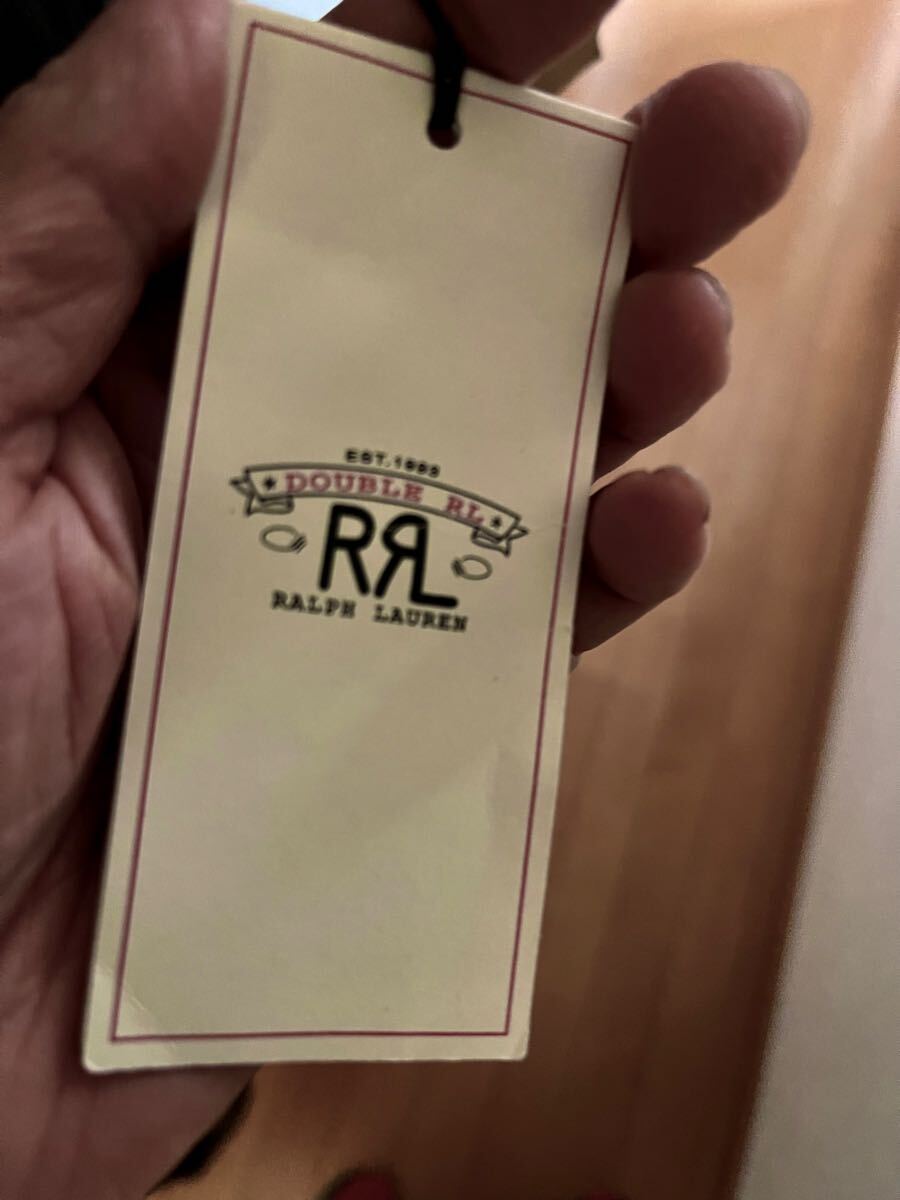 EST.1993
DOUBLE RL
RRL
RALPH LAUREN